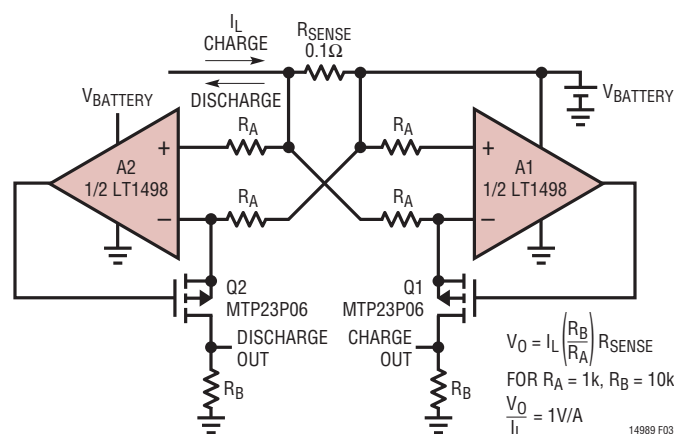 I_L
CHARGE
R_SENSE
0.1Ω
DISCHARGE
V_BATTERY
V_BATTERY
R_A
R_A
+
A2
1/2 LT1498
−
R_A
R_A
+
A1
1/2 LT1498
−
Q2
MTP23P06
Q1
MTP23P06
DISCHARGE
OUT
CHARGE
OUT
R_B
R_B
V_O = I_L (R_B/R_A) R_SENSE
FOR R_A = 1k, R_B = 10k
V_O/I_L = 1V/A
14989 F03